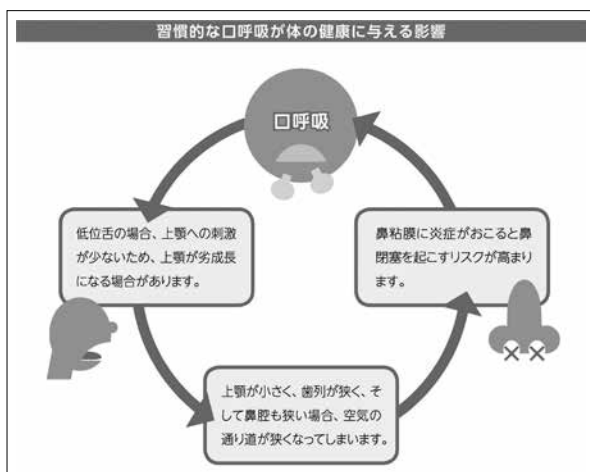 習慣的な口呼吸が体の健康に与える影響
口呼吸
低位舌の場合、上顎への刺激
が少ないため、上顎が劣成長
になる場合があります。
上顎が小さく、歯列が狭く、そ
して鼻腔も狭い場合、空気の
通り道が狭くなってしまいます。
鼻粘膜に炎症がおこると鼻
閉塞を起こすリスクが高まり
ます。